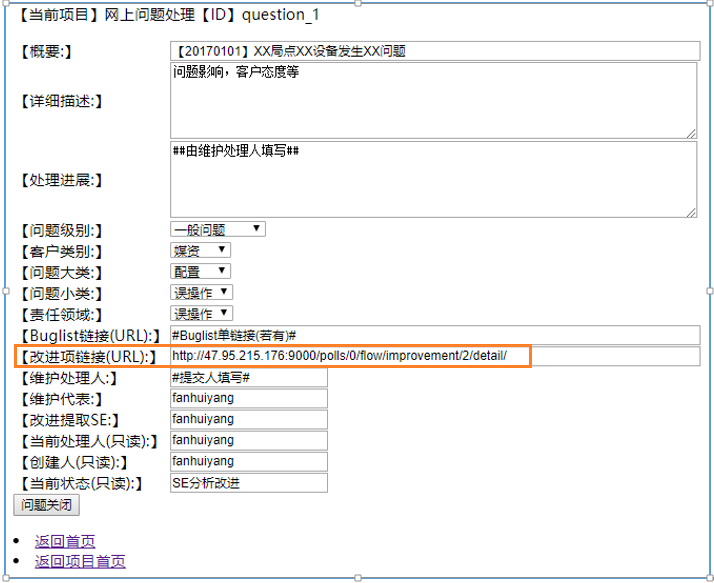 【当前项目】网上问题处理【ID】question_1
【概要:】 【20170101】XX局点XX设备发生XX问题
【详细描述:】 问题影响，客户态度等
【处理进展:】 ##由维护处理人填写##
【问题级别:】 一般问题
【客户类别:】 媒资
【问题大类:】 配置
【问题小类:】 误操作
【责任领域:】 误操作
【Buglist链接(URL):】 #Buglist单链接(若有)#
【改进项链接(URL):】 http://47.95.215.176:9000/polls/0/flow/improvement/2/detail/
【维护处理人:】 #提交人填写#
【维护代表:】 fanhuiyang
【改进提取SE:】 fanhuiyang
【当前处理人(只读):】 fanhuiyang
【创建人(只读):】 fanhuiyang
【当前状态(只读):】 SE分析改进
问题关闭
返回首页
返回项目首页